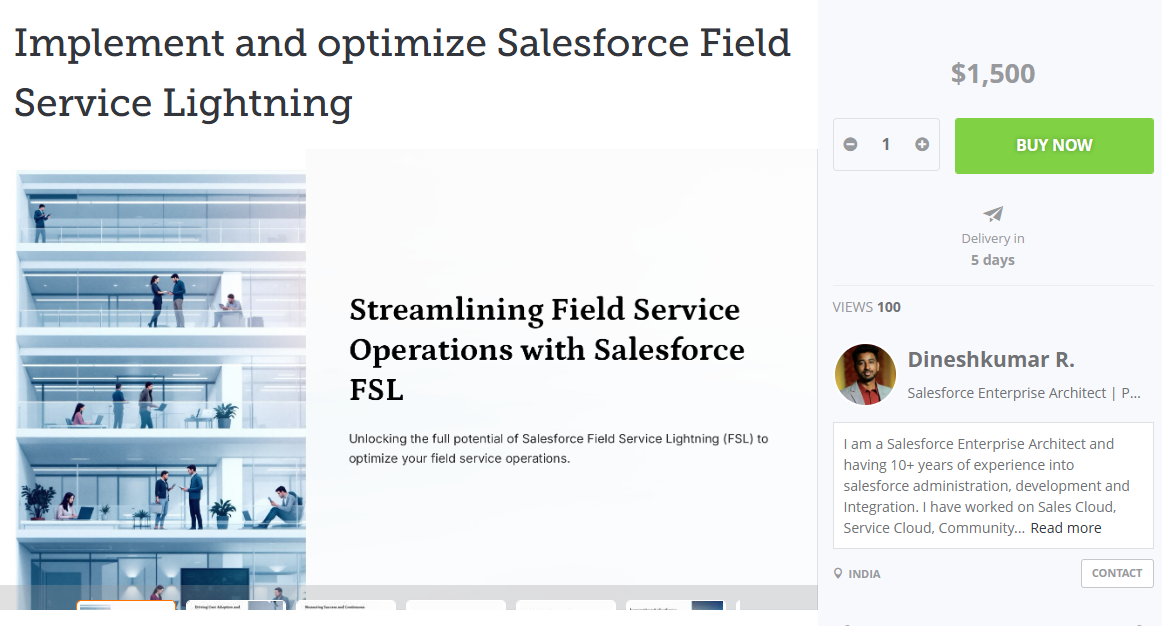 Implement and optimize Salesforce Field
Service Lightning
$1,500
1
BUY NOW
Delivery in
5 days
VIEWS 100
Streamlining Field Service
Operations with Salesforce
FSL
Unlocking the full potential of Salesforce Field Service Lightning (FSL) to
optimize your field service operations.
Dineshkumar R.
Salesforce Enterprise Architect | P...
I am a Salesforce Enterprise Architect and
having 10+ years of experience into
salesforce administration, development and
Integration. I have worked on Sales Cloud,
Service Cloud, Community... Read more
INDIA
CONTACT
Driving User Adoption and
Measuring Success and Continuous